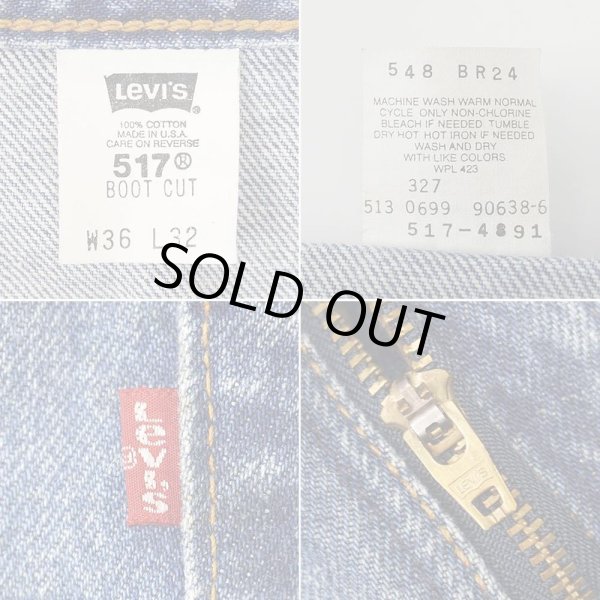 LEVI'S
®
100% COTTON
MADE IN U.S.A.
CARE ON REVERSE
517®
BOOT CUT
W36 L32
548 BR24
MACHINE WASH WARM NORMAL
CYCLE ONLY NON-CHLORINE
BLEACH IF NEEDED TUMBLE
DRY HOT HOT IRON IF NEEDED
WASH AND DRY
WITH LIKE COLORS.
WPL 423
327
513 0699 90638-6
517-4891
SOLD OUT
LEVI'S
®
LEVI'S